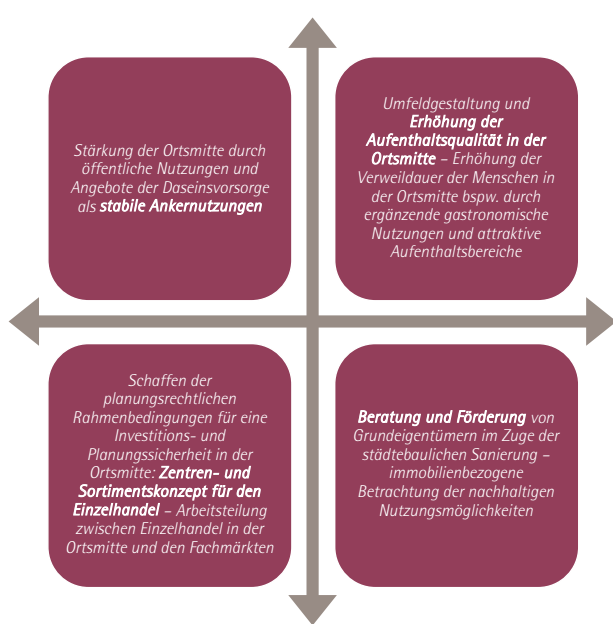 Stärkung der Ortsmitte durch
öffentliche Nutzungen und
Angebote der Daseinsvorsorge
als stabile Ankernutzungen
Umfeldgestaltung und
Erhöhung der
Aufenthaltsqualität in der
Ortsmitte – Erhöhung der
Verweildauer der Menschen in
der Ortsmitte bspw. durch
ergänzende gastronomische
Nutzungen und attraktive
Aufenthaltsbereiche
Schaffen der
planungsrechtlichen
Rahmenbedingungen für eine
Investitions- und
Planungssicherheit in der
Ortsmitte: Zentren- und
Sortimentskonzept für den
Einzelhandel – Arbeitsteilung
zwischen Einzelhandel in der
Ortsmitte und den Fachmärkten
Beratung und Förderung von
Grundeigentümern im Zuge der
städtebaulichen Sanierung –
immobilienbezogene
Betrachtung der nachhaltigen
Nutzungsmöglichkeiten